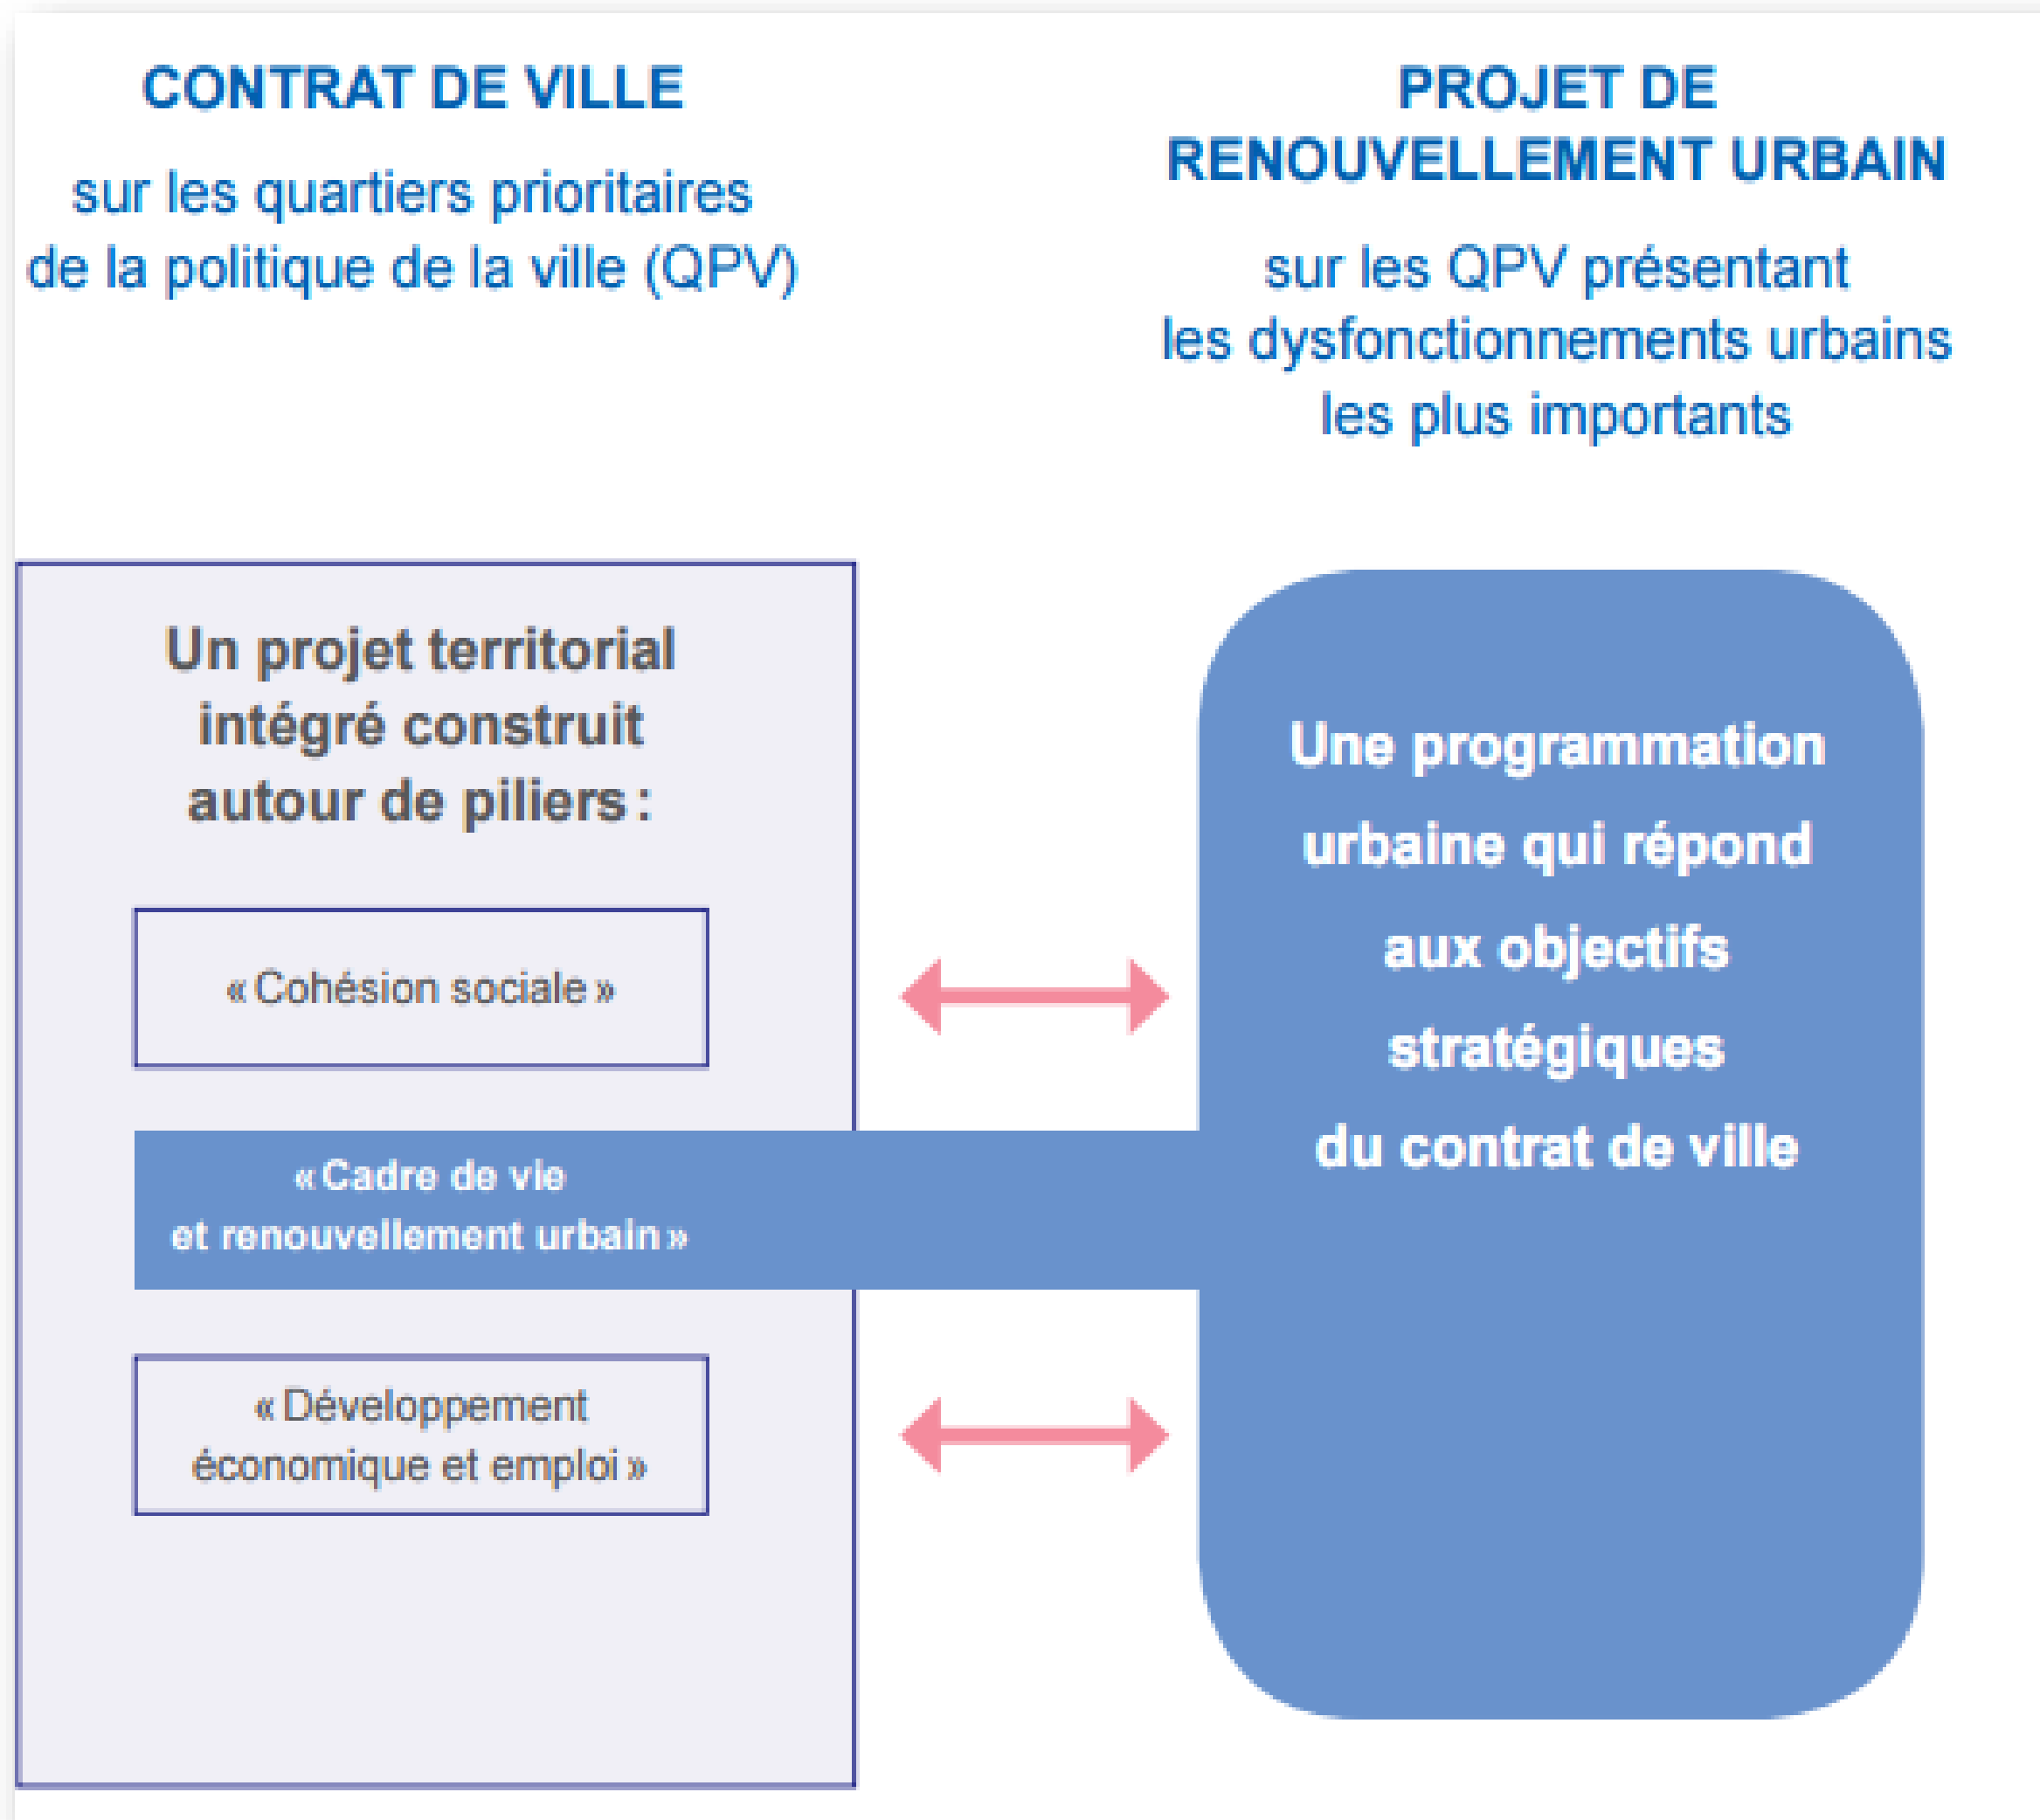 CONTRAT DE VILLE
sur les quartiers prioritaires
de la politique de la ville (QPV)
PROJET DE
RENOUVELLEMENT URBAIN
sur les QPV présentant
les dysfonctionnements urbains
les plus importants
Un projet territorial
intégré construit
autour de piliers :
« Cohésion sociale »
« Cadre de vie
et renouvellement urbain »
« Développement
économique et emploi »
Une programmation
urbaine qui répond
aux objectifs
stratégiques
du contrat de ville